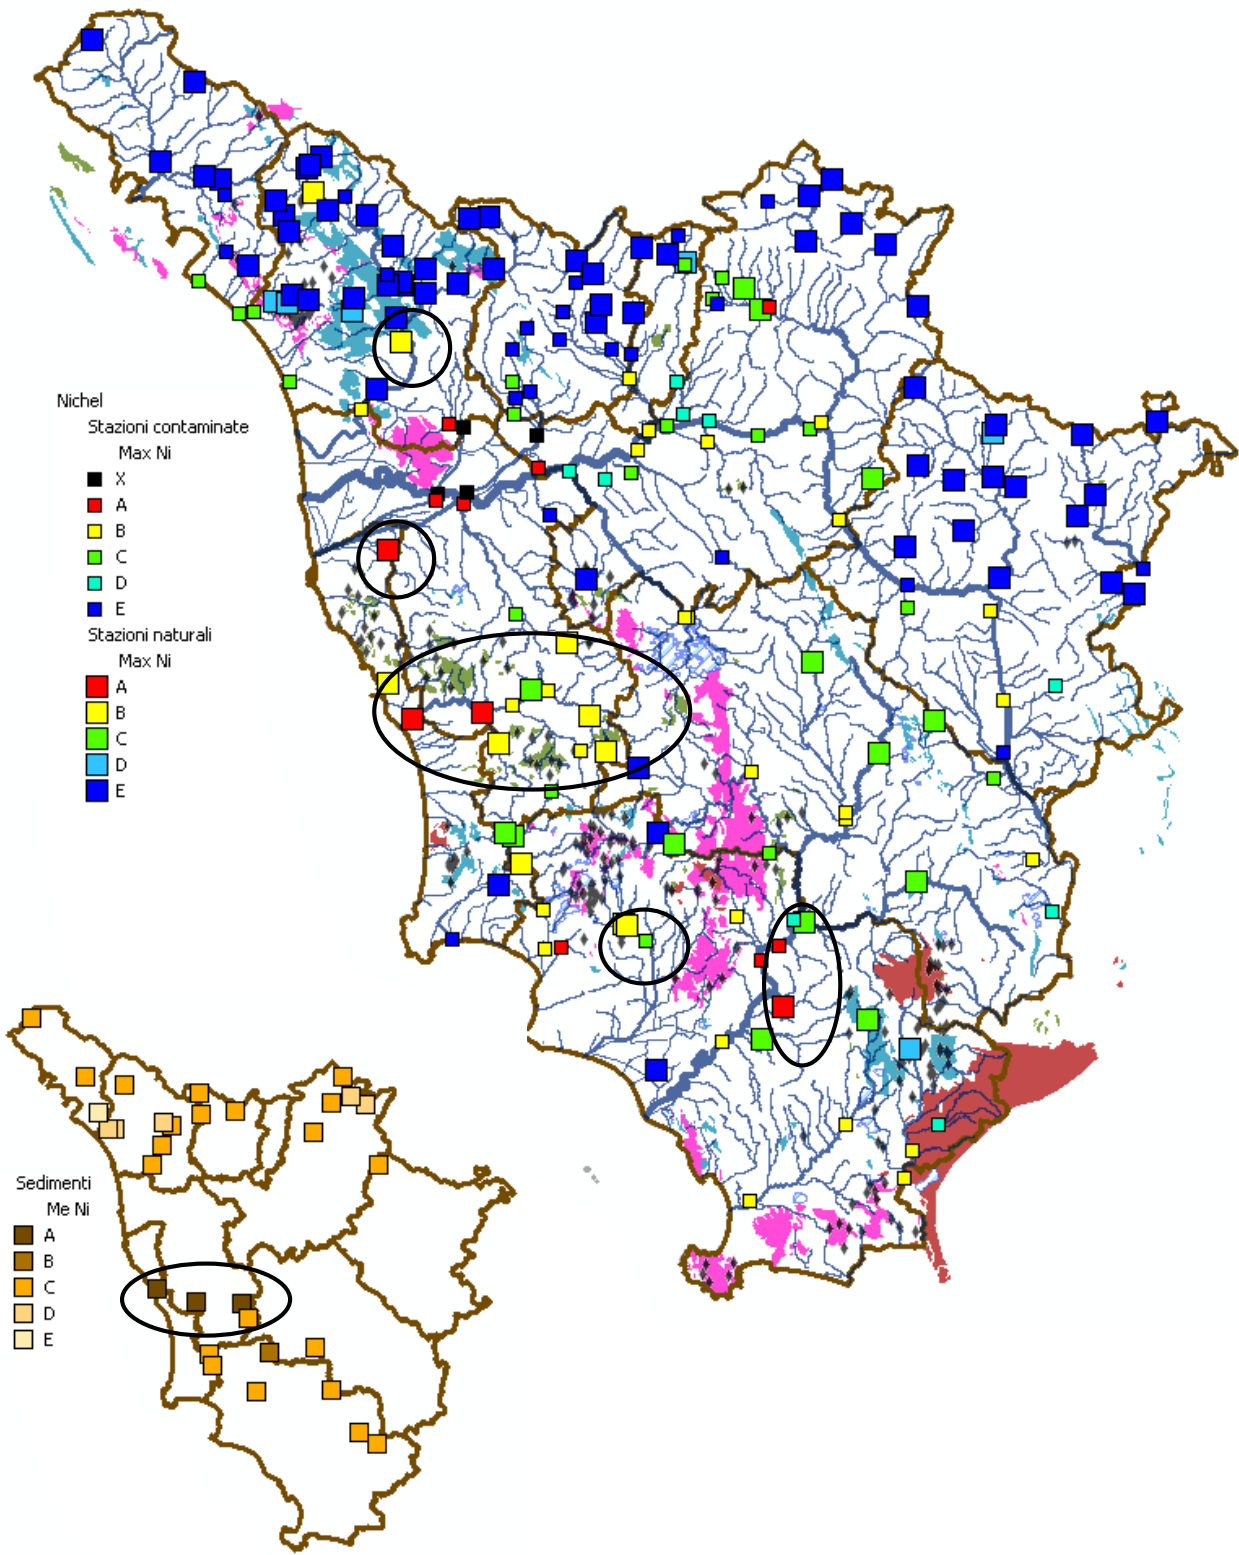 Nichel
Stazioni contaminate
Max Ni
X
A
B
C
D
E
Stazioni naturali
Max Ni
A
B
C
D
E
Sedimenti
Me Ni
A
B
C
D
E